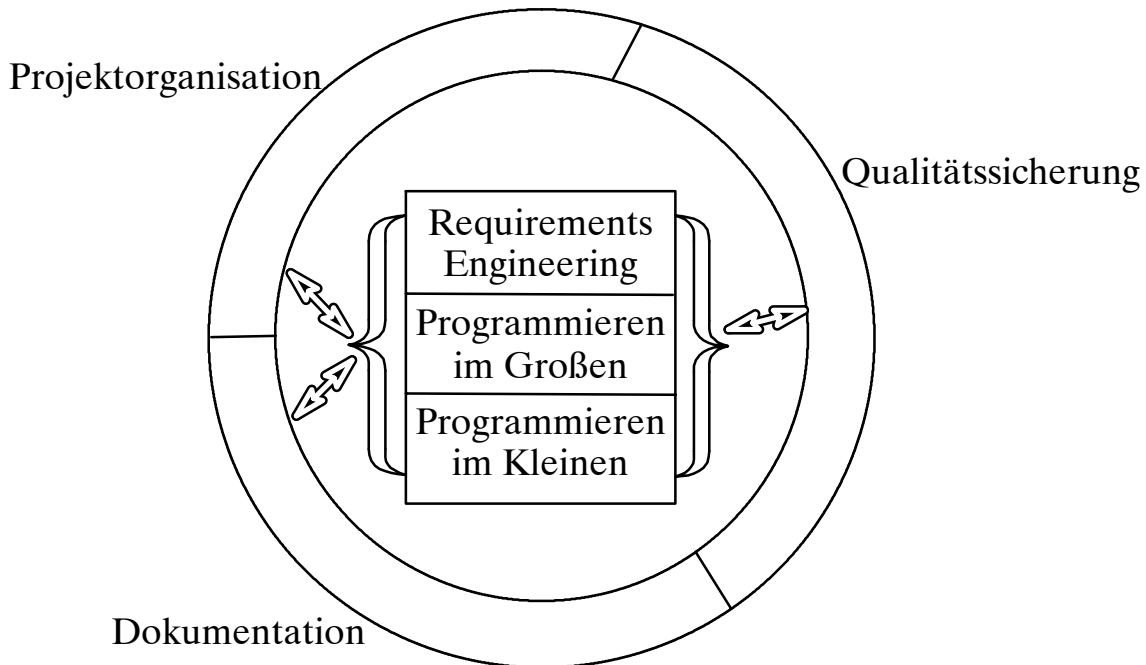 Projektorganisation
Qualitätssicherung
Requirements
Engineering
Programmieren
im Großen
Programmieren
im Kleinen
Dokumentation